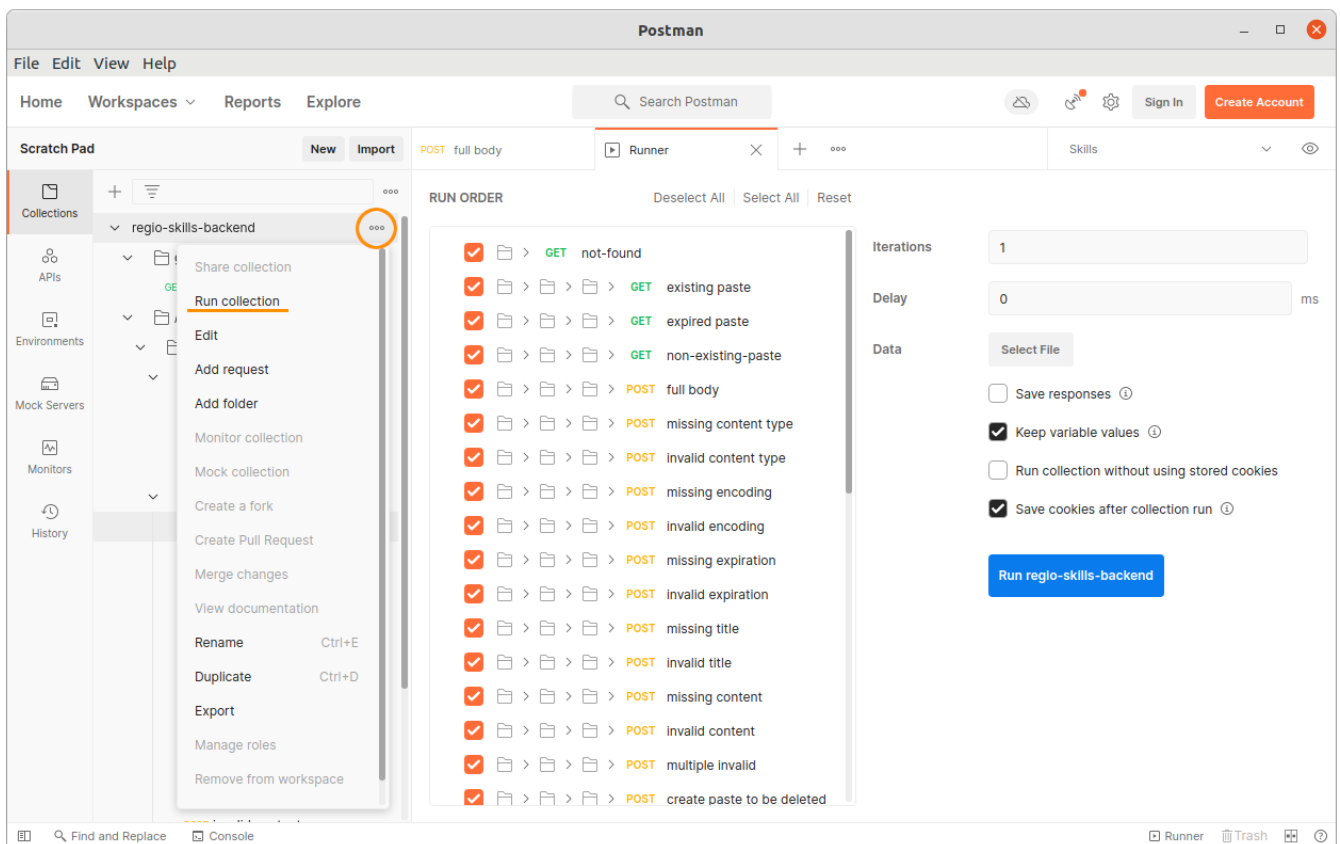 Postman
File Edit View Help
Home Workspaces Reports Explore
Search Postman
Sign In
Create Account
Scratch Pad
New
Import
POST full body
Runner
Skills
Collections
APIs
Environments
Mock Servers
Monitors
History
regio-skills-backend
GE
Share collection
Run collection
Edit
Add request
Add folder
Monitor collection
Mock collection
Create a fork
Create Pull Request
Merge changes
View documentation
Rename Ctrl+E
Duplicate Ctrl+D
Export
Manage roles
Remove from workspace
RUN ORDER
Deselect All Select All Reset
GET not-found
GET existing paste
GET expired paste
GET non-existing-paste
POST full body
POST missing content type
POST invalid content type
POST missing encoding
POST invalid encoding
POST missing expiration
POST invalid expiration
POST missing title
POST invalid title
POST missing content
POST invalid content
POST multiple invalid
POST create paste to be deleted
Iterations 1
Delay 0 ms
Data Select File
Save responses
Keep variable values
Run collection without using stored cookies
Save cookies after collection run
Run regio-skills-backend
Find and Replace
Console
Runner
Trash